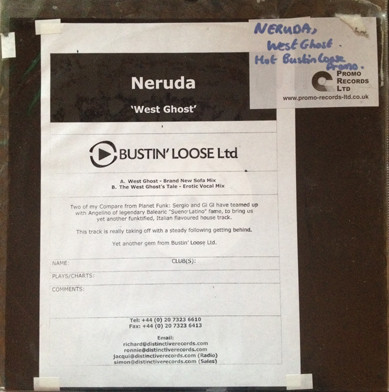 NERUDA,
West Ghost.
Hot Bustin Loose
Promo.
PROMO
RECORDS
LTD
www.promo-records-ltd.co.uk
Neruda
'West Ghost'
BUSTIN' LOOSE Ltd
A. West Ghost - Brand New Sofa Mix
B. The West Ghost's Tale - Erotic Vocal Mix
Two of my Compare from Planet Funk: Sergio and Gi Gi have teamed up
with Angelino of legendary Balearic "Sueno Latino" fame, to bring us
yet another funktified, Italian flavoured house track.
This track is really taking off with a steady following getting behind.
Yet another gem from Bustin' Loose Ltd.
NAME: CLUB(S):
PLAYS/CHARTS:
COMMENTS:
Tel: +44 (0) 20 7323 6610
Fax: +44 (0) 20 7323 6413
Email:
richard@distinctiverecords.com
rennie@distinctiverecords.com
jacqui@distinctiverecords.com (Radio)
simon@distinctiverecords.com (Sales)